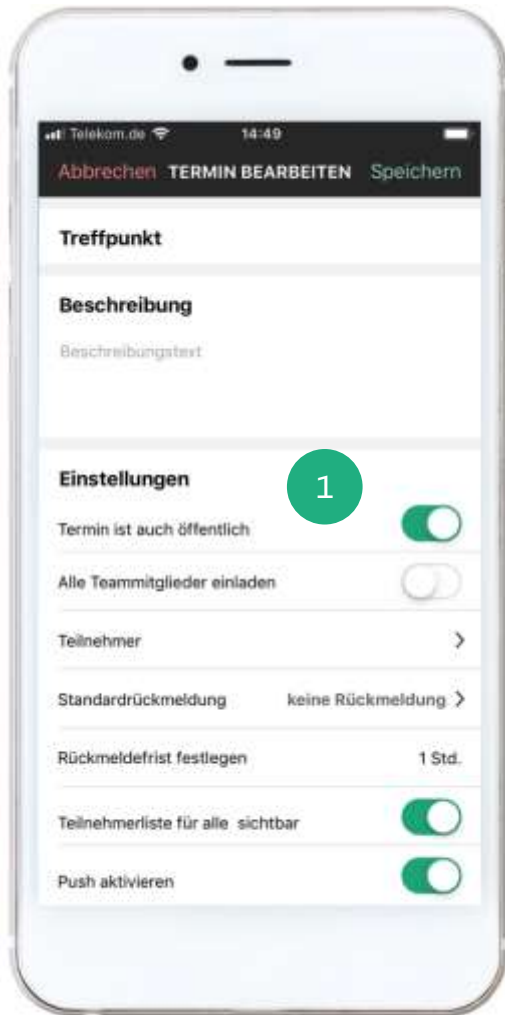 Telekom.de 14:49
Abbrechen TERMIN BEARBEITEN Speichern
Treffpunkt
Beschreibung
Beschreibungstext
Einstellungen
1
Termin ist auch öffentlich
Alle Teammitglieder einladen
Teilnehmer
Standardrückmeldung keine Rückmeldung
Rückmeldefrist festlegen 1 Std.
Teilnehmerliste für alle sichtbar
Push aktivieren